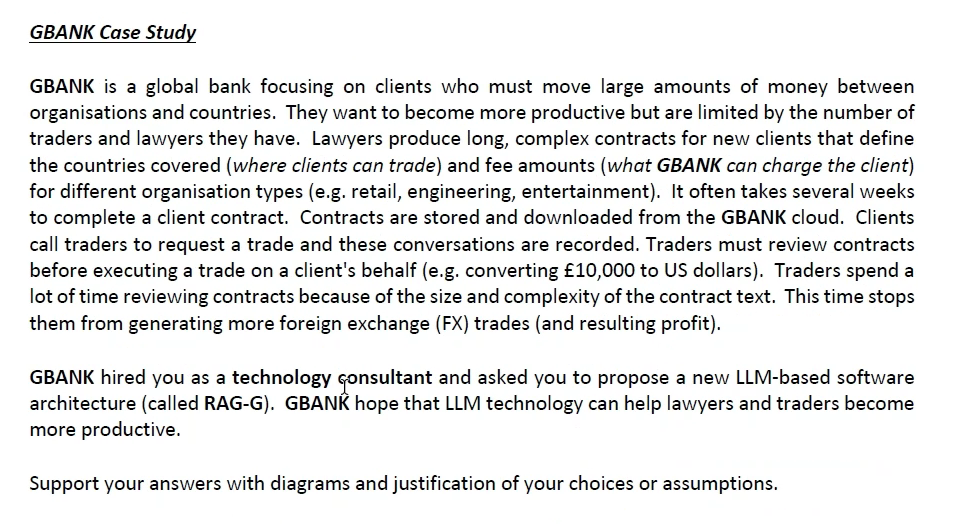 GBANK Case Study
GBANK is a global bank focusing on clients who must move large amounts of money between
organisations and countries. They want to become more productive but are limited by the number of
traders and lawyers they have. Lawyers produce long, complex contracts for new clients that define
the countries covered (where clients can trade) and fee amounts (what GBANK can charge the client)
for different organisation types (e.g. retail, engineering, entertainment). It often takes several weeks
to complete a client contract. Contracts are stored and downloaded from the GBANK cloud. Clients
call traders to request a trade and these conversations are recorded. Traders must review contracts
before executing a trade on a client's behalf (e.g. converting £10,000 to US dollars). Traders spend a
lot of time reviewing contracts because of the size and complexity of the contract text. This time stops
them from generating more foreign exchange (FX) trades (and resulting profit).
GBANK hired you as a technology consultant and asked you to propose a new LLM-based software
architecture (called RAG-G). GBANK hope that LLM technology can help lawyers and traders become
more productive.
Support your answers with diagrams and justification of your choices or assumptions.